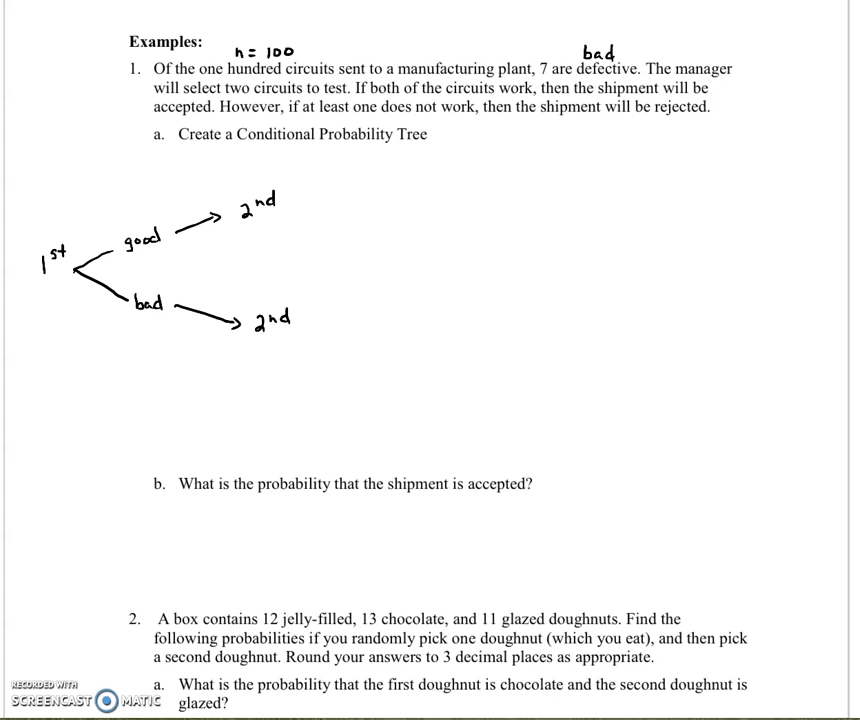 Examples:
n = 100
bad
1. Of the one hundred circuits sent to a manufacturing plant, 7 are defective. The manager
will select two circuits to test. If both of the circuits work, then the shipment will be
accepted. However, if at least one does not work, then the shipment will be rejected.
a. Create a Conditional Probability Tree
2nd
good
1st
bad
2nd
b. What is the probability that the shipment is accepted?
2. A box contains 12 jelly-filled, 13 chocolate, and 11 glazed doughnuts. Find the
following probabilities if you randomly pick one doughnut (which you eat), and then pick
a second doughnut. Round your answers to 3 decimal places as appropriate.
a. What is the probability that the first doughnut is chocolate and the second doughnut is
glazed?
RECORDED WITH
SCREENCAST MATIC